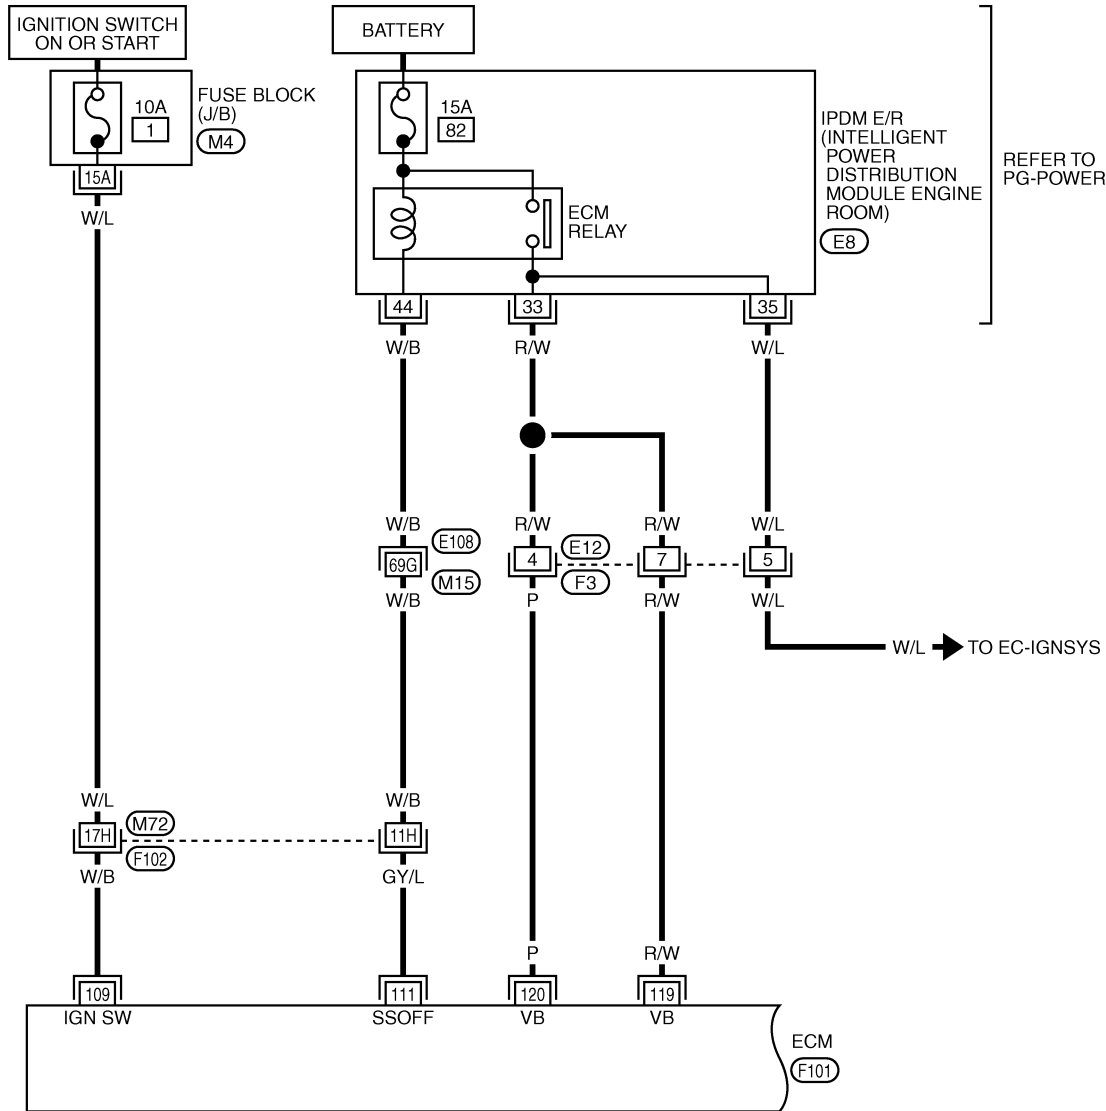 IGNITION SWITCH
ON OR START
BATTERY
10A
1
FUSE BLOCK
(J/B)
M4
15A
W/L
15A
82
ECM
RELAY
IPDM E/R
(INTELLIGENT
POWER
DISTRIBUTION
MODULE ENGINE
ROOM)
E8
REFER TO
PG-POWER
44
33
35
W/B
R/W
W/L
W/B
R/W
R/W
W/L
69G
E108
M15
4
E12
F3
7
5
W/B
P
R/W
W/L
W/L
TO EC-IGNSYS
W/L
W/B
17H
M72
F102
11H
W/B
GY/L
P
R/W
109
111
120
119
IGN SW
SSOFF
VB
VB
ECM
F101